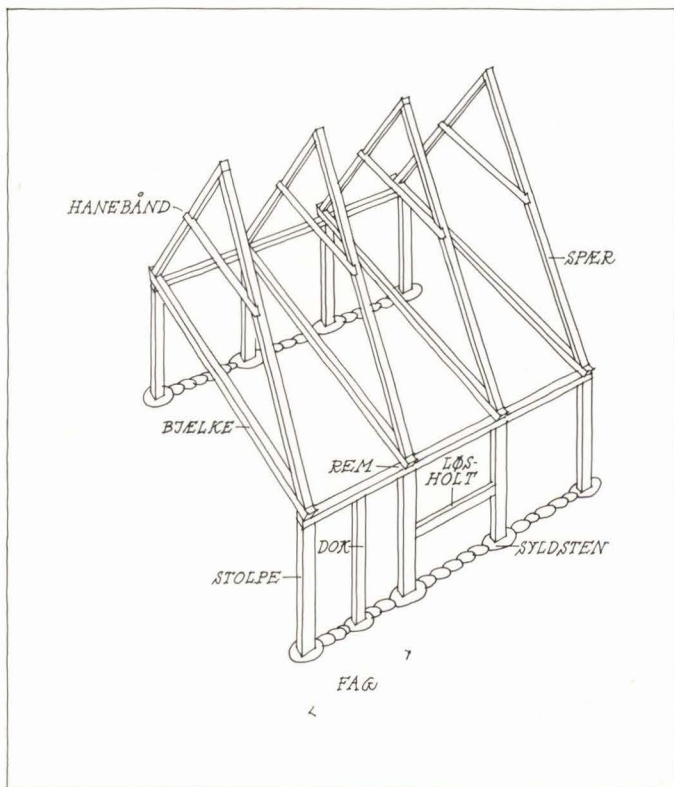 HANEBÅND
SPÆR
BJÆLKE
REM
LØS-
HOLT
DOK
SYLDSTEN
STOLPE
FAG